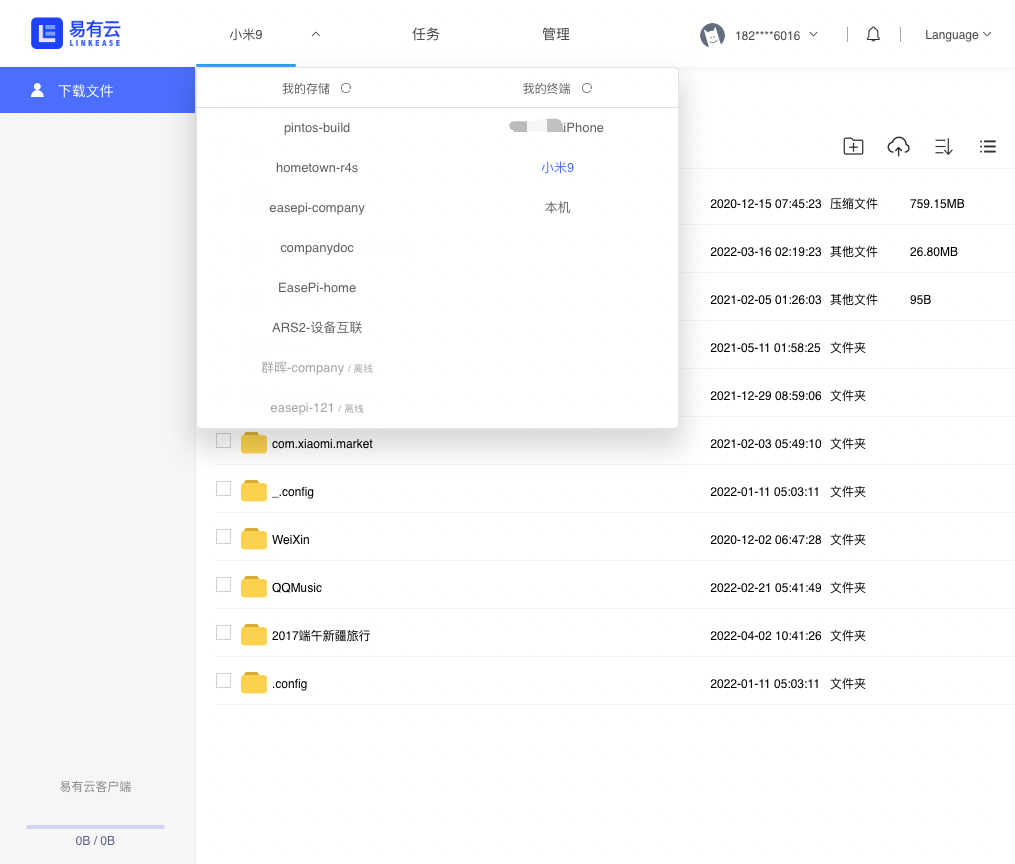 易有云
LINKEASE
小米9
任务
管理
182****6016
Language
下载文件
我的存储
我的终端
pintos-build
iPhone
hometown-r4s
小米9
easepi-company
本机
companydoc
EasePi-home
ARS2-设备互联
群晖-company / 离线
easepi-121 / 离线
2020-12-15 07:45:23 压缩文件 759.15MB
2022-03-16 02:19:23 其他文件 26.80MB
2021-02-05 01:26:03 其他文件 95B
2021-05-11 01:58:25 文件夹
2021-12-29 08:59:06 文件夹
com.xiaomi.market 2021-02-03 05:49:10 文件夹
_.config 2022-01-11 05:03:11 文件夹
WeiXin 2020-12-02 06:47:28 文件夹
QQMusic 2022-02-21 05:41:49 文件夹
2017端午新疆旅行 2022-04-02 10:41:26 文件夹
.config 2022-01-11 05:03:11 文件夹
易有云客户端
0B / 0B